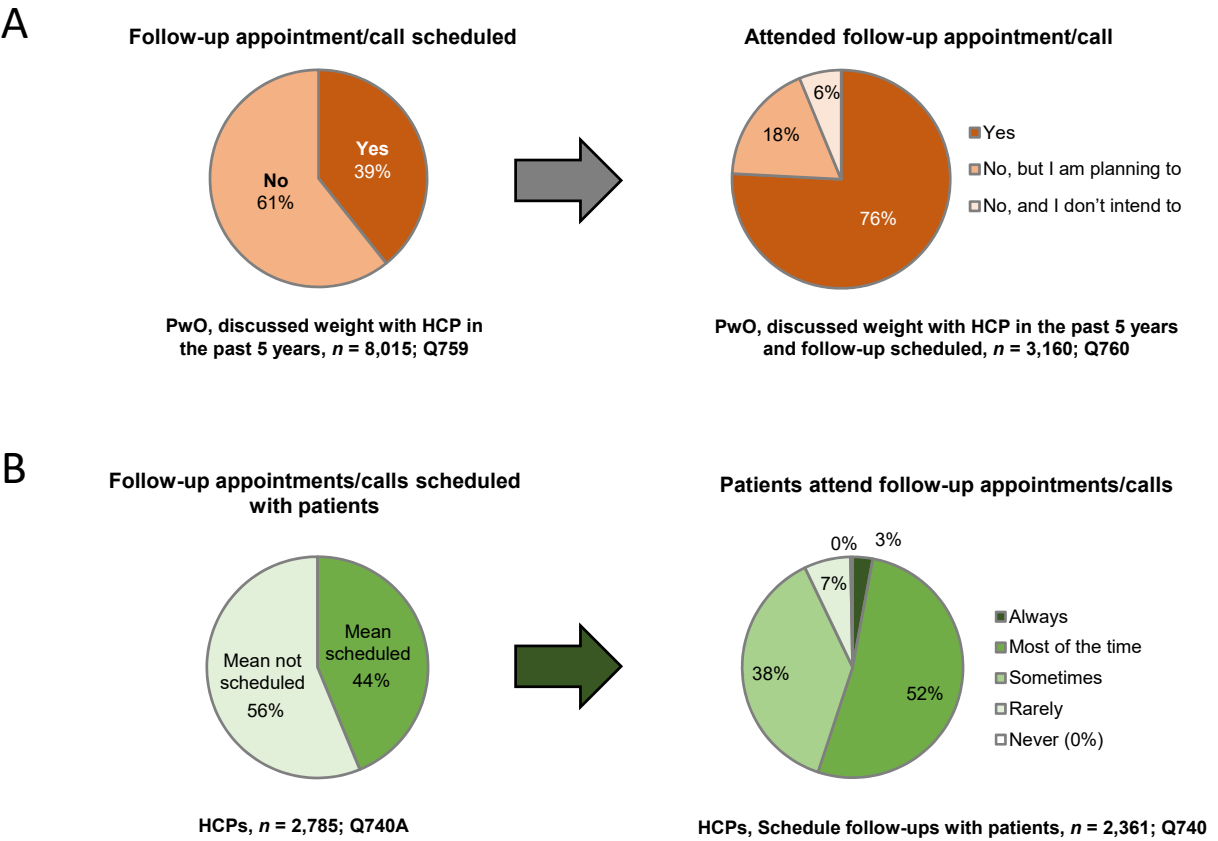 A
Follow-up appointment/call scheduled
Yes
39%
No
61%
PwO, discussed weight with HCP in
the past 5 years, n = 8,015; Q759
Attended follow-up appointment/call
6%
18%
76%
Yes
No, but I am planning to
No, and I don’t intend to
PwO, discussed weight with HCP in the past 5 years
and follow-up scheduled, n = 3,160; Q760
B
Follow-up appointments/calls scheduled
with patients
Mean
scheduled
44%
Mean not
scheduled
56%
HCPs, n = 2,785; Q740A
Patients attend follow-up appointments/calls
0%
3%
7%
38%
52%
Always
Most of the time
Sometimes
Rarely
Never (0%)
HCPs, Schedule follow-ups with patients, n = 2,361; Q740